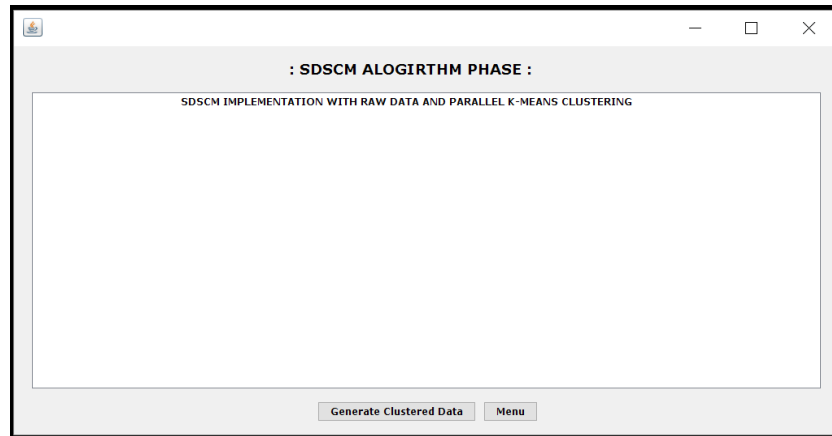 : SDSCM ALOGIRTHM PHASE :
SDSCM IMPLEMENTATION WITH RAW DATA AND PARALLEL K-MEANS CLUSTERING
Generate Clustered Data Menu